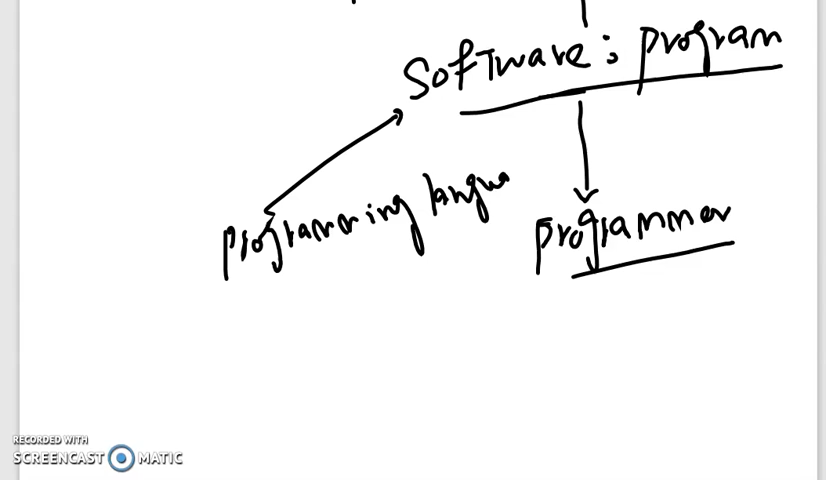 Software : program
programming langua
programmer
RECORDED WITH
SCREENCAST MATIC